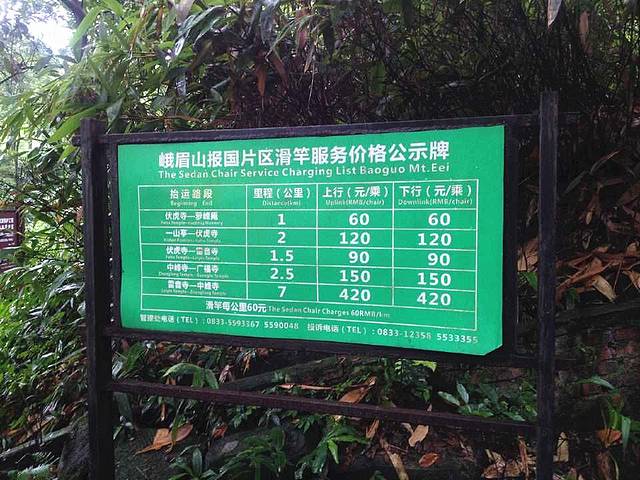 峨眉山报国片区滑竿服务价格公示牌
The Sedan Chair Service Charging List Baoguo Mt.Eei
抬运路段 里程（公里） 上行（元/乘） 下行（元/乘）
Beginning End Distance(km) Uplink(RMB/chair) Downlink(RMB/chair)
伏虎寺—萝峰庵 1 60 60
一山亭—伏虎寺 2 120 120
伏虎寺—雷音寺 1.5 90 90
中峰寺—广福寺 2.5 150 150
雷音寺—中峰寺 7 420 420
滑竿每公里60元 The Sedan Chair Charges 60RMB/km
管理处电话（TEL）：0833-5593367 5590048 投诉电话（TEL）：0833-12358 5533355